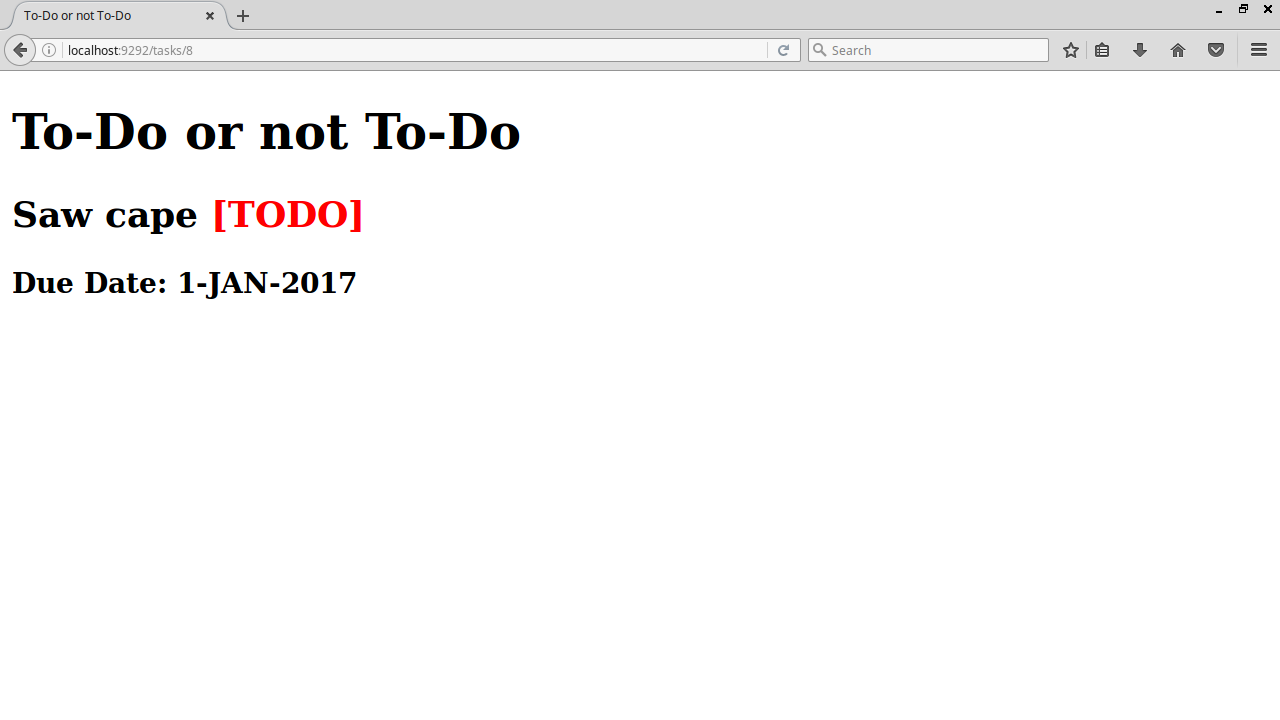 To-Do or not To-Do
localhost:9292/tasks/8
Search
To-Do or not To-Do
Saw cape [TODO]
Due Date: 1-JAN-2017